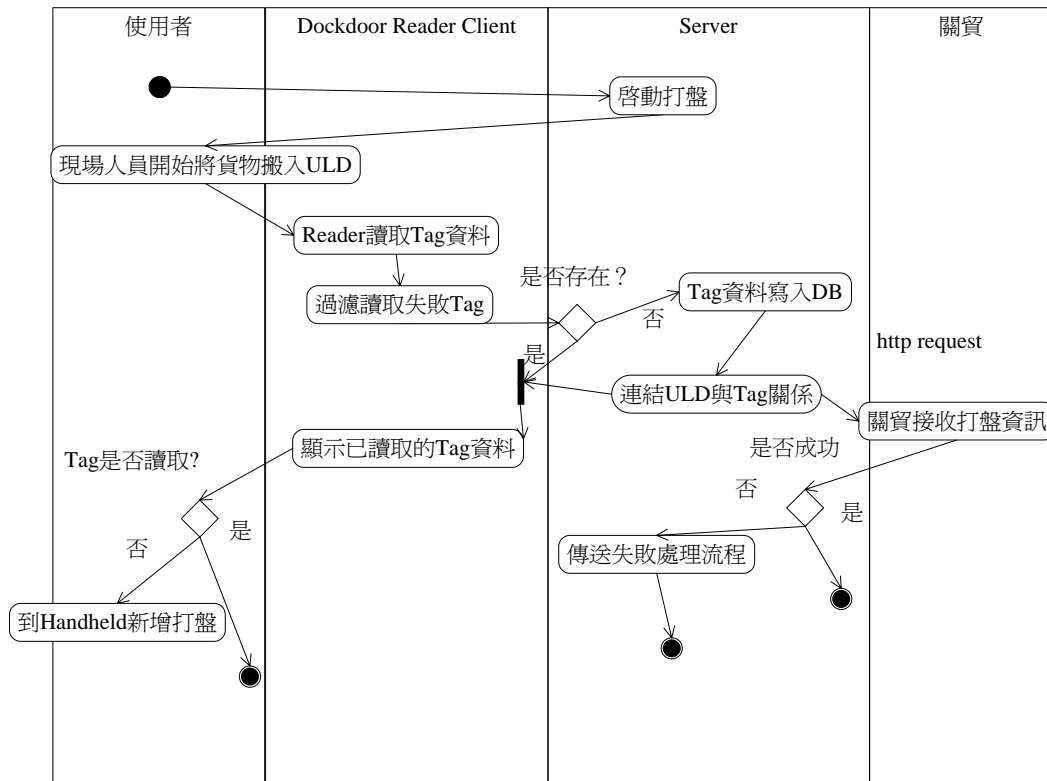 使用者
Dockdoor Reader Client
Server
關貿
啓動打盤
現場人員開始將貨物搬入ULD
Reader讀取Tag資料
是否存在？
過濾讀取失敗Tag
Tag資料寫入DB
否
http request
是
連結ULD與Tag關係
關貿接收打盤資訊
顯示已讀取的Tag資料
Tag是否讀取?
是否成功
否
是
是
否
傳送失敗處理流程
到Handheld新增打盤